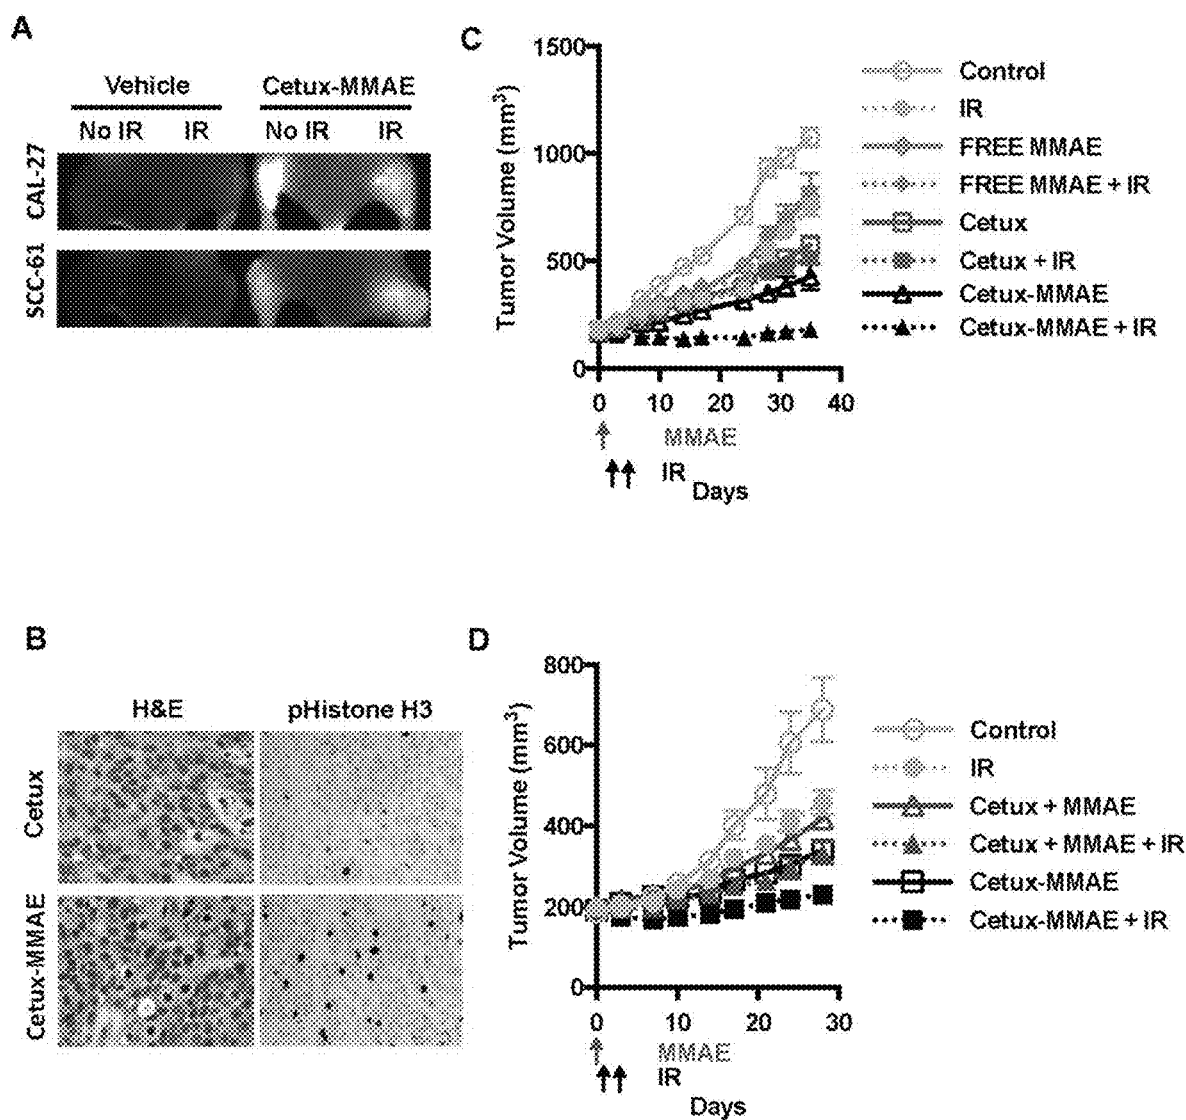 A
Vehicle Cetux-MMAE
No IR IR No IR IR
CAL-27
SCC-61
C
Tumor Volume (mm³)
1500
1000
500
0
0 10 20 30 40
MMAE
IR
Days
Control
IR
FREE MMAE
FREE MMAE + IR
Cetux
Cetux + IR
Cetux-MMAE
Cetux-MMAE + IR
B
H&E pHistone H3
Cetux
Cetux-MMAE
D
Tumor Volume (mm³)
800
600
400
200
0
0 10 20 30
MMAE
IR
Days
Control
IR
Cetux + MMAE
Cetux + MMAE + IR
Cetux-MMAE
Cetux-MMAE + IR